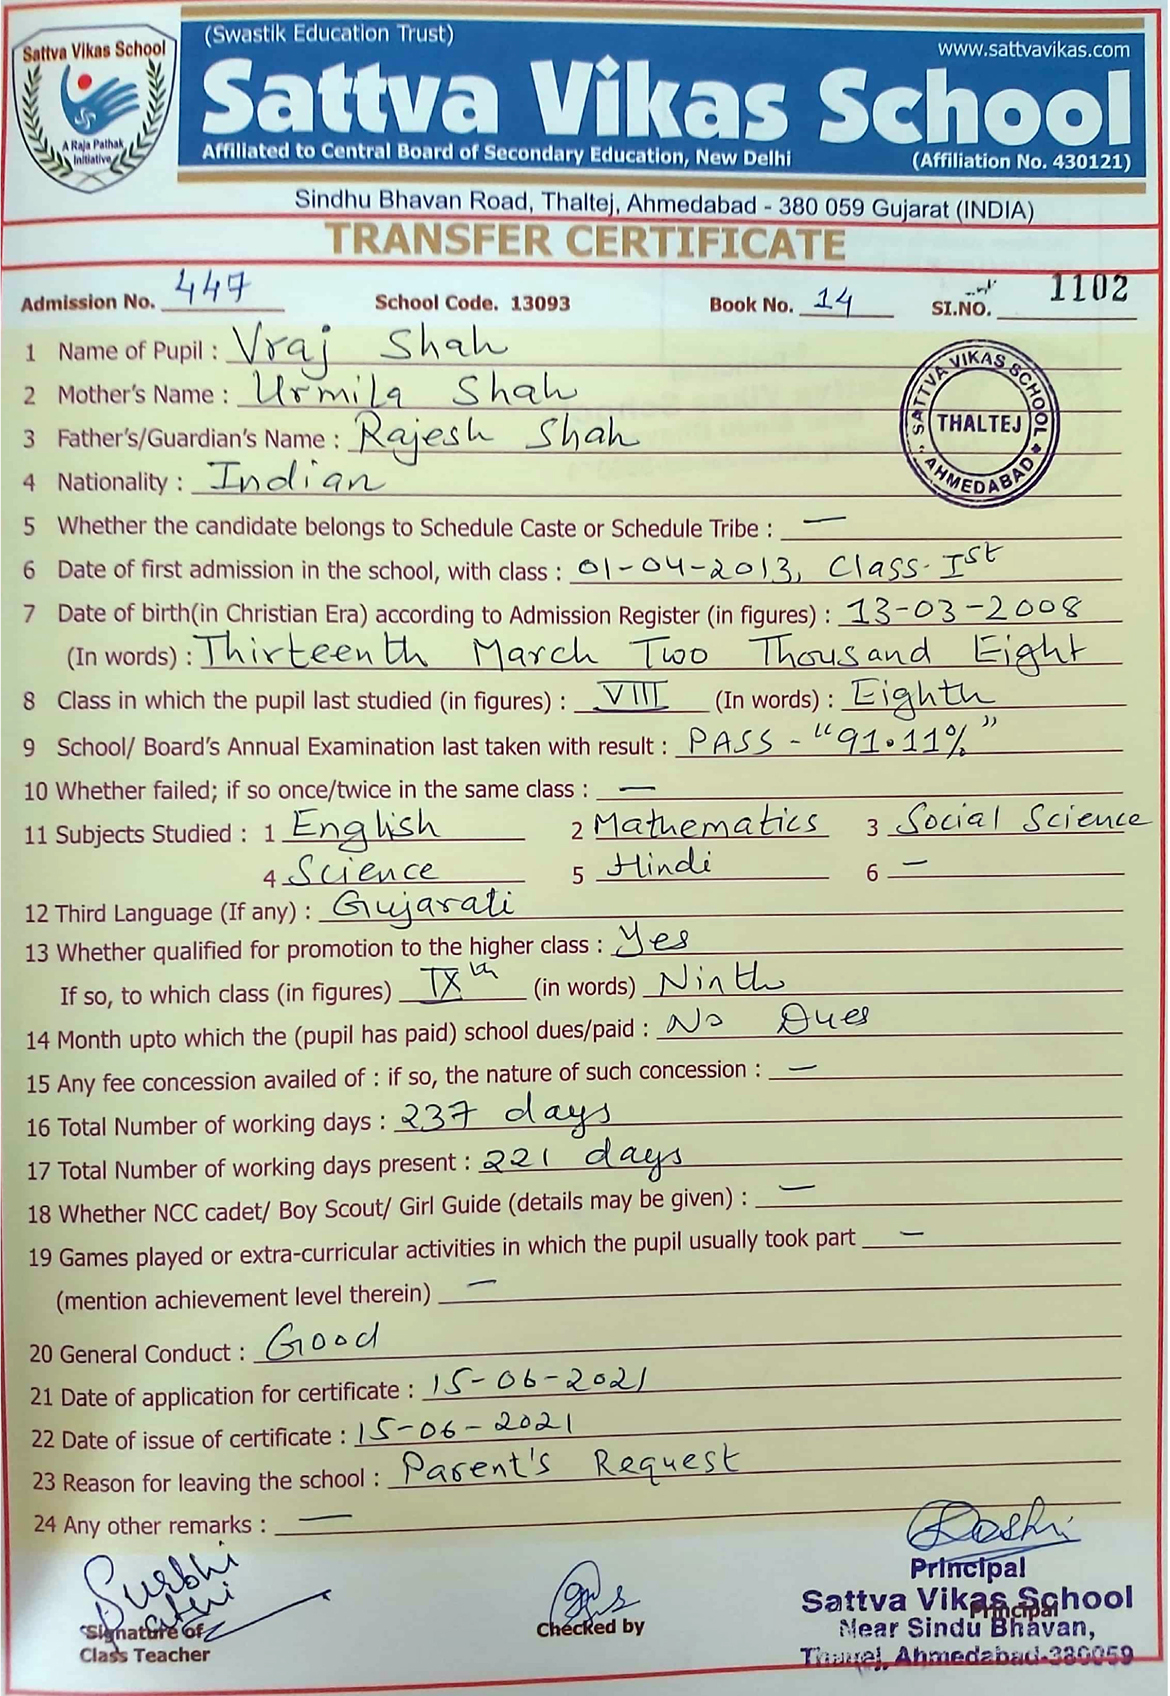 Sattva Vikas School
A Raja Pathak
Initiative
(Swastik Education Trust)
www.sattvavikas.com
Sattva Vikas School
Affiliated to Central Board of Secondary Education, New Delhi
(Affiliation No. 430121)
Sindhu Bhavan Road, Thaltej, Ahmedabad - 380 059 Gujarat (INDIA)
TRANSFER CERTIFICATE
Admission No. 447 School Code. 13093 Book No. 14 SI.NO. 1102
1 Name of Pupil : Vraj Shah
2 Mother's Name : Urmila Shah
3 Father's/Guardian's Name : Rajesh Shah
4 Nationality : Indian
SATTVA VIKAS SCHOOL
THALTEJ
AHMEDABAD
5 Whether the candidate belongs to Schedule Caste or Schedule Tribe : —
6 Date of first admission in the school, with class : 01-04-2013, Class-Ist
7 Date of birth(in Christian Era) according to Admission Register (in figures) : 13-03-2008
(In words) : Thirteenth March Two Thousand Eight
8 Class in which the pupil last studied (in figures) : VIII (In words) : Eighth
9 School/ Board's Annual Examination last taken with result : PASS - "91.11%"
10 Whether failed; if so once/twice in the same class : —
11 Subjects Studied : 1 English 2 Mathematics 3 Social Science
4 Science 5 Hindi 6 —
12 Third Language (If any) : Gujarati
13 Whether qualified for promotion to the higher class : Yes
If so, to which class (in figures) IXth (in words) Ninth
14 Month upto which the (pupil has paid) school dues/paid : No Dues
15 Any fee concession availed of : if so, the nature of such concession : —
16 Total Number of working days : 237 days
17 Total Number of working days present : 221 days
18 Whether NCC cadet/ Boy Scout/ Girl Guide (details may be given) : —
19 Games played or extra-curricular activities in which the pupil usually took part —
(mention achievement level therein) —
20 General Conduct : Good
21 Date of application for certificate : 15-06-2021
22 Date of issue of certificate : 15-06-2021
23 Reason for leaving the school : Parent's Request
24 Any other remarks : —
Surbhi
Signature of
Class Teacher
Checked by
Principal
Principal
Sattva Vikas School
Near Sindu Bhavan,
Thaltej, Ahmedabad-380059